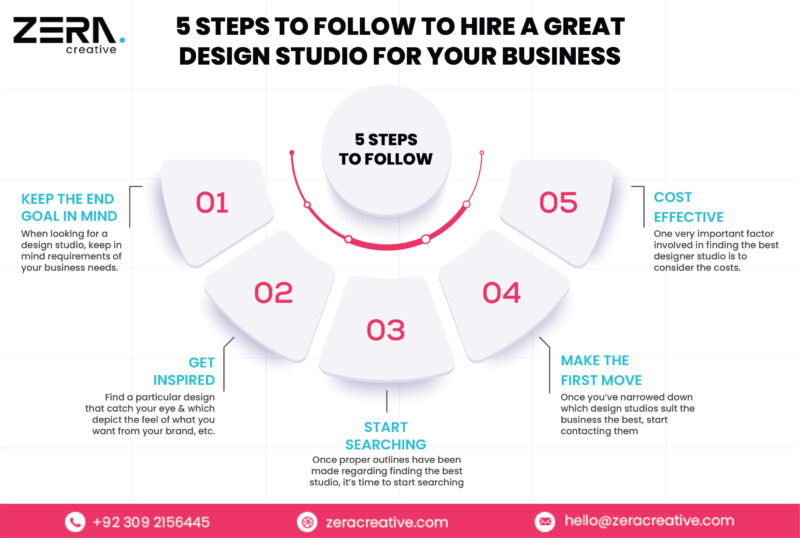 ZERA.
creative
5 STEPS TO FOLLOW TO HIRE A GREAT
DESIGN STUDIO FOR YOUR BUSINESS
5 STEPS
TO FOLLOW
01
KEEP THE END
GOAL IN MIND
When looking for a
design studio, keep in
mind requirements of
your business needs.
02
GET
INSPIRED
Find a particular design
that catch your eye & which
depict the feel of what you
want from your brand, etc.
03
START
SEARCHING
Once proper outlines have been
made regarding finding the best
studio, it's time to start searching
04
MAKE THE
FIRST MOVE
Once you've narrowed down
which design studios suit the
business the best, start
contacting them
05
COST
EFFECTIVE
One very important factor
involved in finding the best
designer studio is to
consider the costs.
+92 309 2156445
zeracreative.com
hello@zeracreative.com